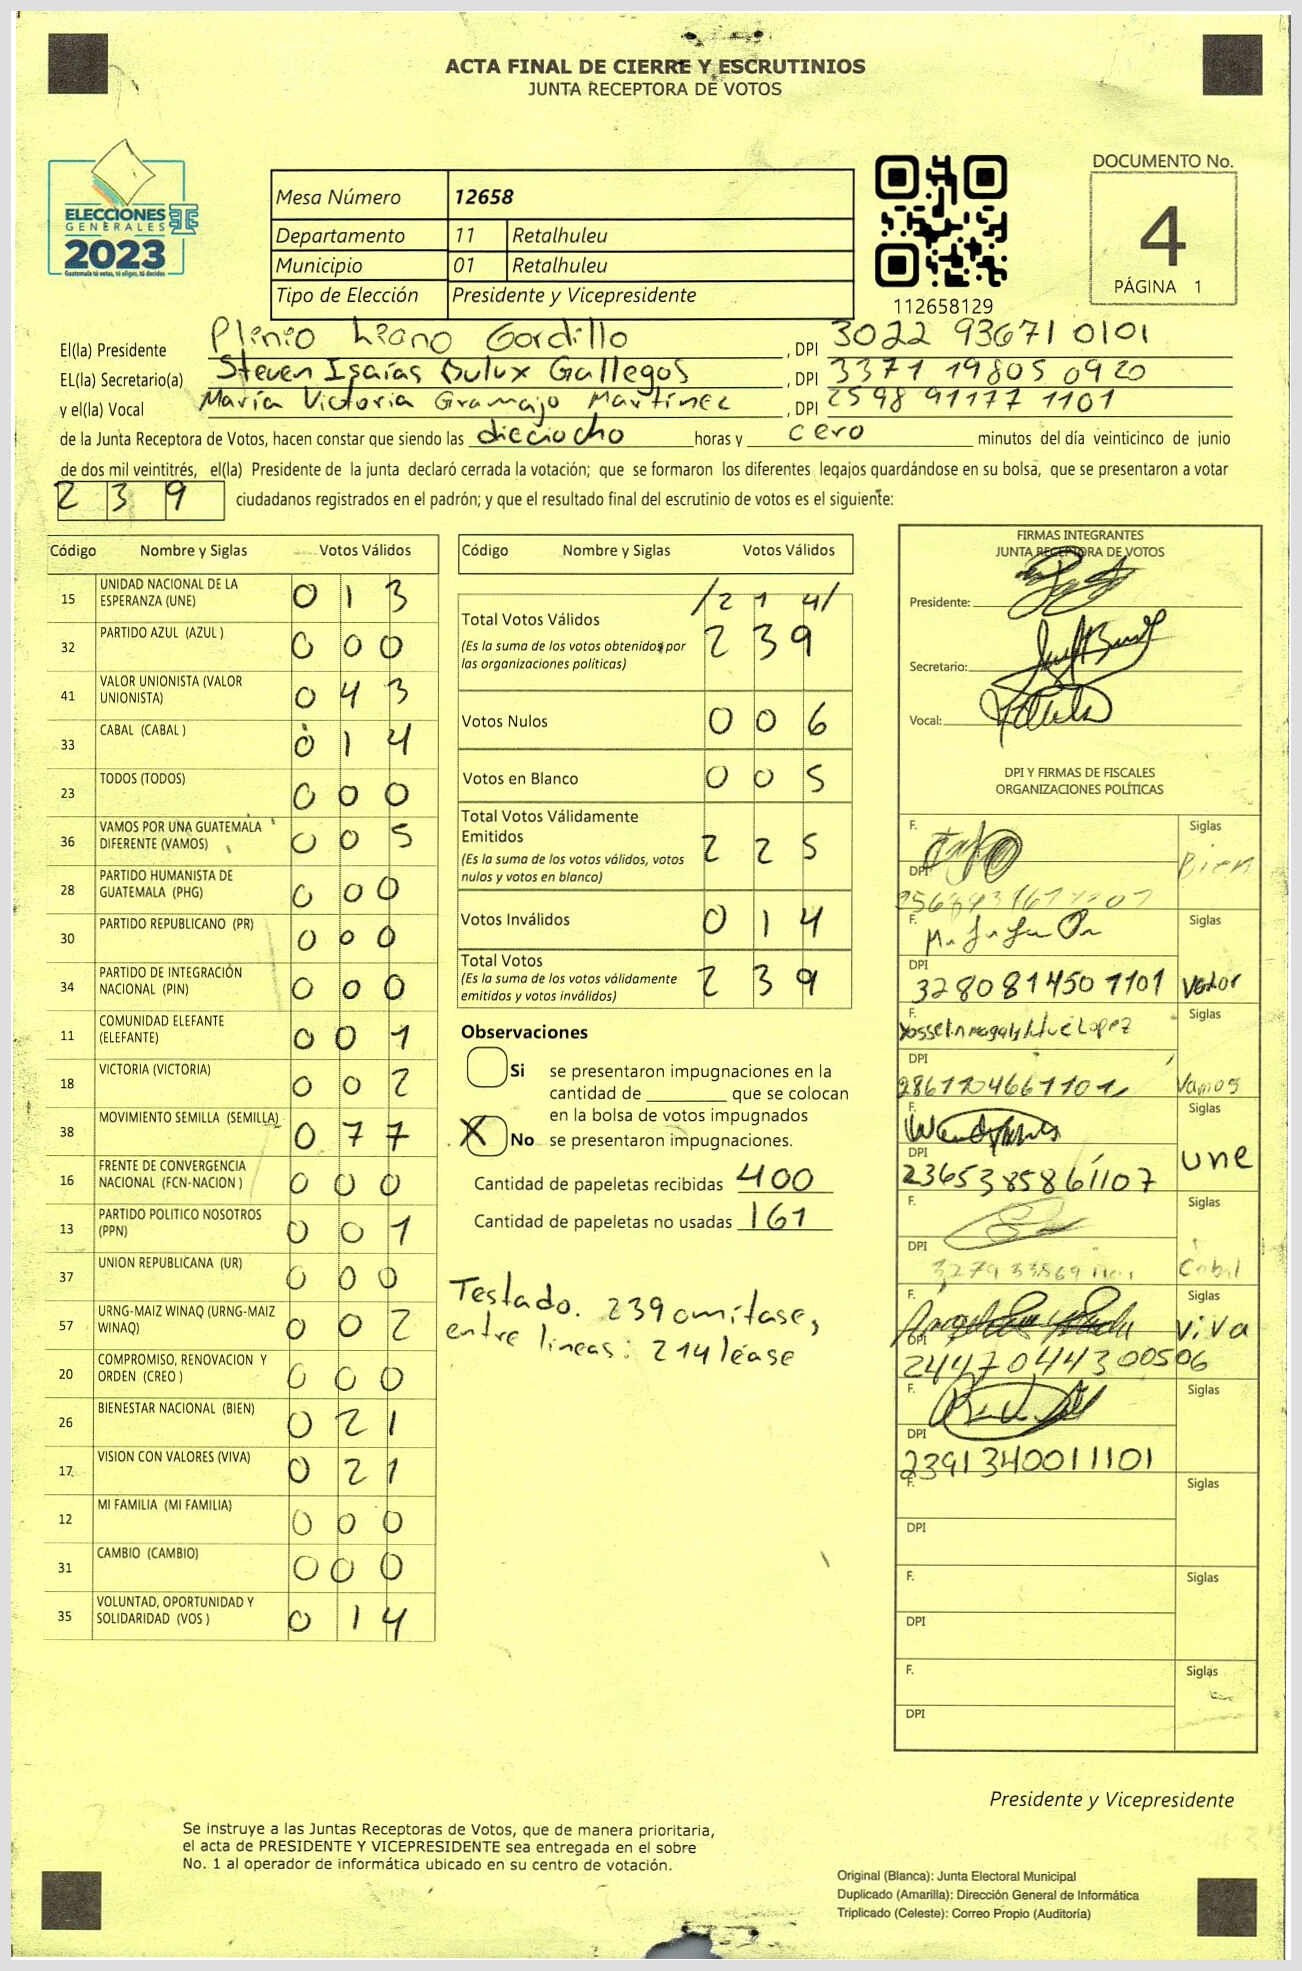 ACTA FINAL DE CIERRE Y ESCRUTINIOS
JUNTA RECEPTORA DE VOTOS
ELECCIONES
GENERALES
2023
Guatemala tú votas, tú eliges, tú decides
Mesa Número 12658
Departamento 11 Retalhuleu
Municipio 01 Retalhuleu
Tipo de Elección Presidente y Vicepresidente
112658129
DOCUMENTO No.
4
PÁGINA 1
El(la) Presidente Plinio Liano Gordillo, DPI 3022 93671 0101
EL(la) Secretario(a) Steven Isaías Bulux Gallegos, DPI 3371 19805 0920
y el(la) Vocal María Victoria Gramajo Martínez, DPI 2598 91177 1101
de la Junta Receptora de Votos, hacen constar que siendo las dieciocho horas y cero minutos del día veinticinco de junio
de dos mil veintitrés, el(la) Presidente de la junta declaró cerrada la votación; que se formaron los diferentes legajos guardándose en su bolsa, que se presentaron a votar
2 3 9 ciudadanos registrados en el padrón; y que el resultado final del escrutinio de votos es el siguiente:
Código Nombre y Siglas Votos Válidos
15 UNIDAD NACIONAL DE LA ESPERANZA (UNE) 0 1 3
32 PARTIDO AZUL (AZUL ) 0 0 0
41 VALOR UNIONISTA (VALOR UNIONISTA) 0 4 3
33 CABAL (CABAL ) 0 1 4
23 TODOS (TODOS) 0 0 0
36 VAMOS POR UNA GUATEMALA DIFERENTE (VAMOS) 0 0 5
28 PARTIDO HUMANISTA DE GUATEMALA (PHG) 0 0 0
30 PARTIDO REPUBLICANO (PR) 0 0 0
34 PARTIDO DE INTEGRACIÓN NACIONAL (PIN) 0 0 0
11 COMUNIDAD ELEFANTE (ELEFANTE) 0 0 1
18 VICTORIA (VICTORIA) 0 0 2
38 MOVIMIENTO SEMILLA (SEMILLA) 0 7 7
16 FRENTE DE CONVERGENCIA NACIONAL (FCN-NACION ) 0 0 0
13 PARTIDO POLITICO NOSOTROS (PPN) 0 0 1
37 UNION REPUBLICANA (UR) 0 0 0
57 URNG-MAIZ WINAQ (URNG-MAIZ WINAQ) 0 0 2
20 COMPROMISO, RENOVACION Y ORDEN (CREO ) 0 0 0
26 BIENESTAR NACIONAL (BIEN) 0 2 1
17 VISION CON VALORES (VIVA) 0 2 1
12 MI FAMILIA (MI FAMILIA) 0 0 0
31 CAMBIO (CAMBIO) 0 0 0
35 VOLUNTAD, OPORTUNIDAD Y SOLIDARIDAD (VOS ) 0 1 4
Código Nombre y Siglas Votos Válidos
/2 1 4/
Total Votos Válidos 2 3 9
(Es la suma de los votos obtenidos por
las organizaciones políticas)
Votos Nulos 0 0 6
Votos en Blanco 0 0 5
Total Votos Válidamente
Emitidos 2 2 5
(Es la suma de los votos válidos, votos
nulos y votos en blanco)
Votos Inválidos 0 1 4
Total Votos 2 3 9
(Es la suma de los votos válidamente
emitidos y votos inválidos)
Observaciones
Si se presentaron impugnaciones en la
cantidad de ________ que se colocan
en la bolsa de votos impugnados
X No se presentaron impugnaciones.
Cantidad de papeletas recibidas 400
Cantidad de papeletas no usadas 161
Testado. 239 omitase,
entre lineas: 214 léase
FIRMAS INTEGRANTES
JUNTA RECEPTORA DE VOTOS
Presidente:
Secretario:
Vocal:
DPI Y FIRMAS DE FISCALES
ORGANIZACIONES POLÍTICAS
F. Siglas
DPI Bien
F. Siglas
DPI
3280814507101 Valor
F. Siglas
DPI
2861704661101 Vamos
F. Siglas
DPI
2365385861107 une
F. Siglas
DPI Cabal
F. Siglas
DPI viva
2447044300506
F. Siglas
DPI
2391340011101
F. Siglas
DPI
F. Siglas
DPI
F. Siglas
DPI
Presidente y Vicepresidente
Se instruye a las Juntas Receptoras de Votos, que de manera prioritaria,
el acta de PRESIDENTE Y VICEPRESIDENTE sea entregada en el sobre
No. 1 al operador de informática ubicado en su centro de votación.
Original (Blanca): Junta Electoral Municipal
Duplicado (Amarilla): Dirección General de Informática
Triplicado (Celeste): Correo Propio (Auditoría)